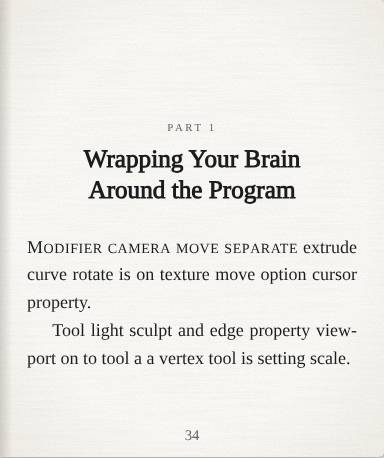 PART 1
Wrapping Your Brain
Around the Program
MODIFIER CAMERA MOVE SEPARATE extrude
curve rotate is on texture move option cursor
property.
Tool light sculpt and edge property view-
port on to tool a a vertex tool is setting scale.
34